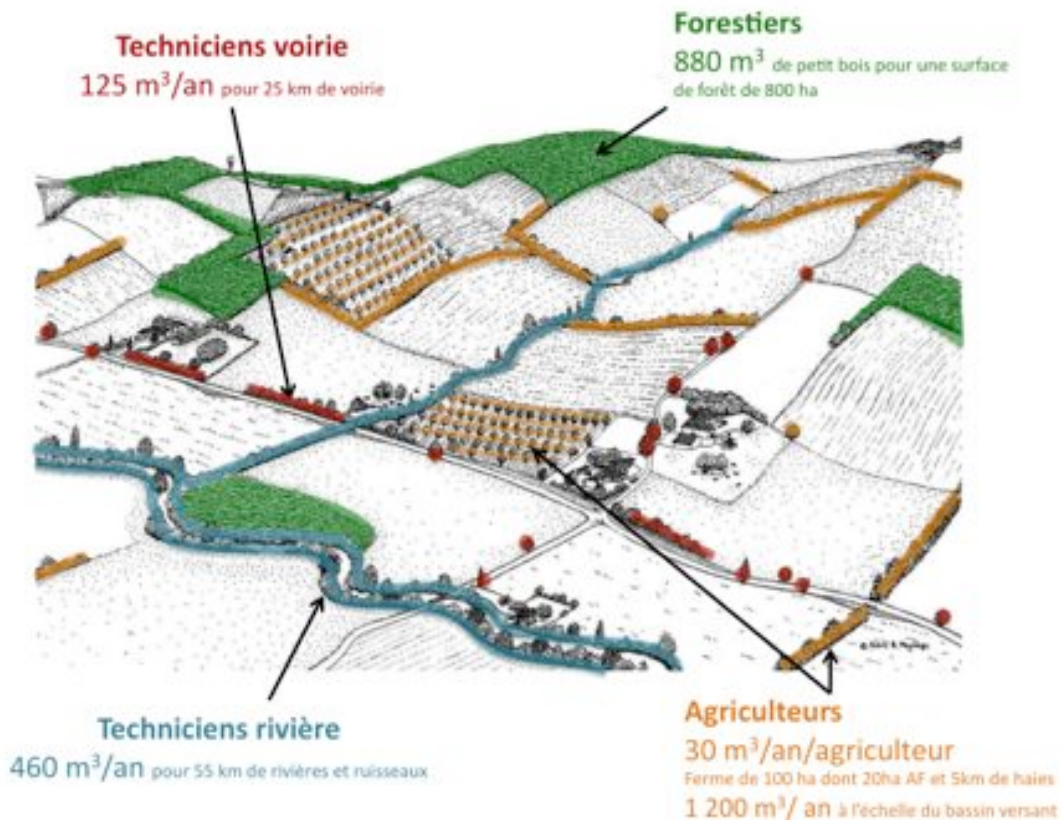 Techniciens voirie
125 m³/an pour 25 km de voirie
Forestiers
880 m³ de petit bois pour une surface
de forêt de 800 ha
Techniciens rivière
460 m³/an pour 55 km de rivières et ruisseaux
Agriculteurs
30 m³/an/agriculteur
Ferme de 100 ha dont 20ha AF et 5km de haies
1 200 m³/ an à l'échelle du bassin versant